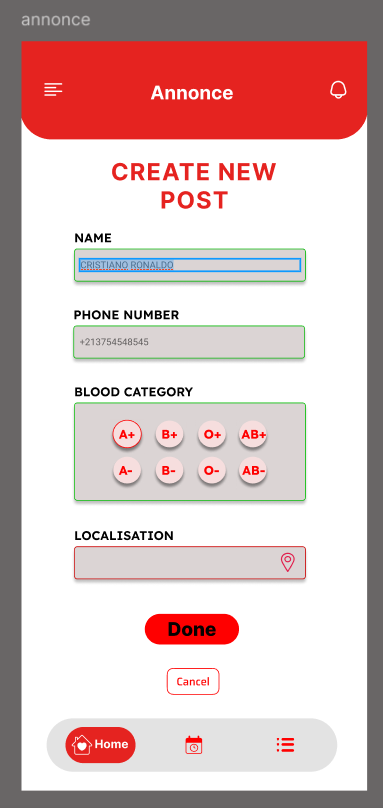 annonce
Annonce
CREATE NEW
POST
NAME
CRISTIANO RONALDO
PHONE NUMBER
+213754548545
BLOOD CATEGORY
A+ B+ O+ AB+
A- B- O- AB-
LOCALISATION
Done
Cancel
Home